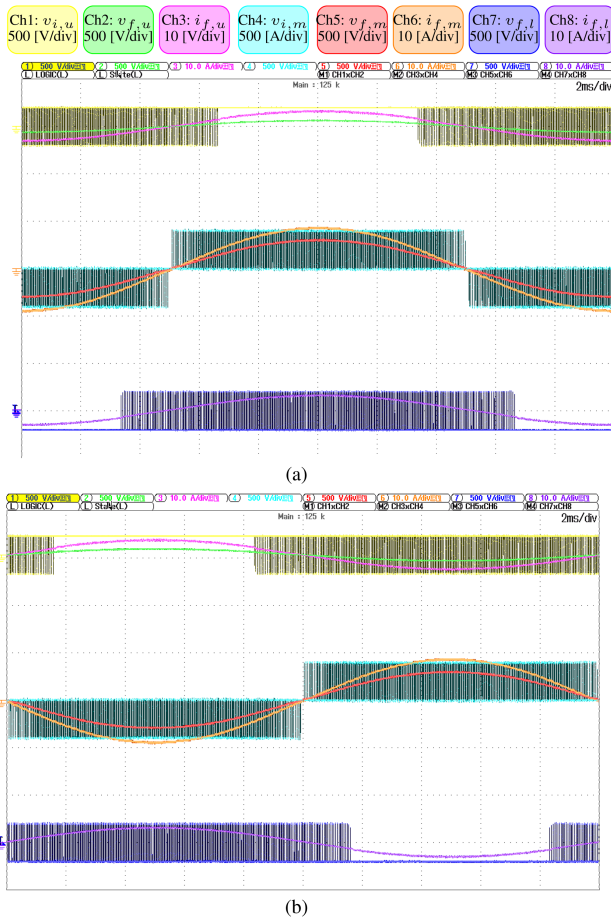 Ch1: v_{i,u} Ch2: v_{f,u} Ch3: i_{f,u} Ch4: v_{i,m} Ch5: v_{f,m} Ch6: i_{f,m} Ch7: v_{f,l} Ch8: i_{f,l}
500 [V/div] 500 [V/div] 10 [V/div] 500 [A/div] 500 [V/div] 10 [A/div] 500 [V/div] 10 [A/div]
1 500 V/div 2 500 V/div 3 10.0 A/div 4 500 V/div 5 500 V/div 6 10.0 A/div 7 500 V/div 8 10.0 A/div
L LOGIC(L) L State(L) M1 CH1xCH2 M2 CH3xCH4 M3 CH5xCH6 M4 CH7xCH8
Main : 125 k 2ms/div
(a)
1 500 V/div 2 500 V/div 3 10.0 A/div 4 500 V/div 5 500 V/div 6 10.0 A/div 7 500 V/div 8 10.0 A/div
L LOGIC(L) L State(L) M1 CH1xCH2 M2 CH3xCH4 M3 CH5xCH6 M4 CH7xCH8
Main : 125 k 2ms/div
(b)